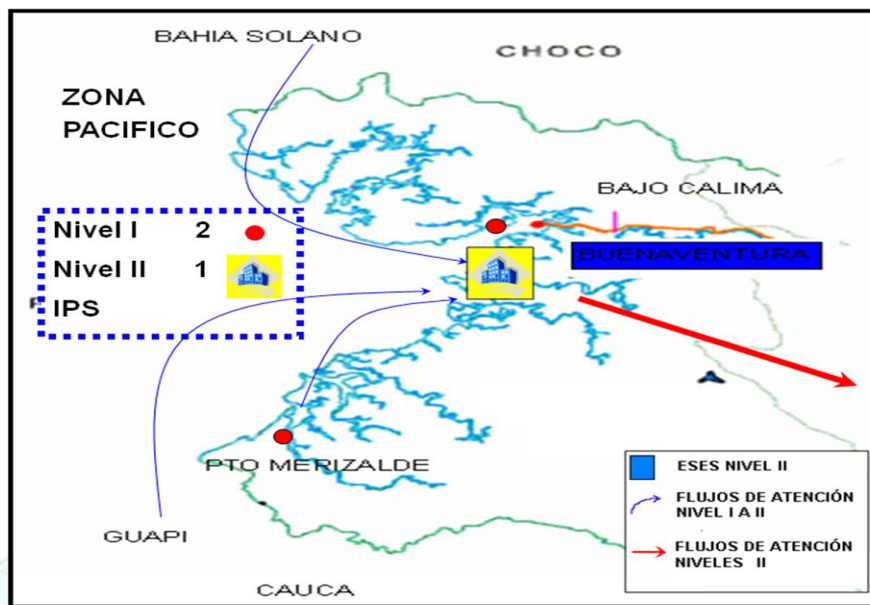 BAHIA SOLANO
CHOCO
ZONA
PACIFICO
BAJO CALIMA
Nivel I 2
Nivel II 1
IPS
BUENAVENTURA
PTO MERIZALDE
GUAPI
CAUCA
ESES NIVEL II
FLUJOS DE ATENCIÓN
NIVEL I A II
FLUJOS DE ATENCIÓN
NIVELES II